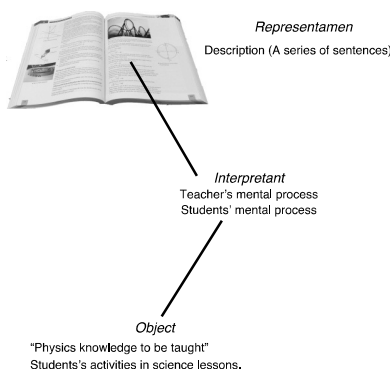 Representamen
Description (A series of sentences)
Interpretant
Teacher's mental process
Students' mental process
Object
“Physics knowledge to be taught”
Students's activities in science lessons.